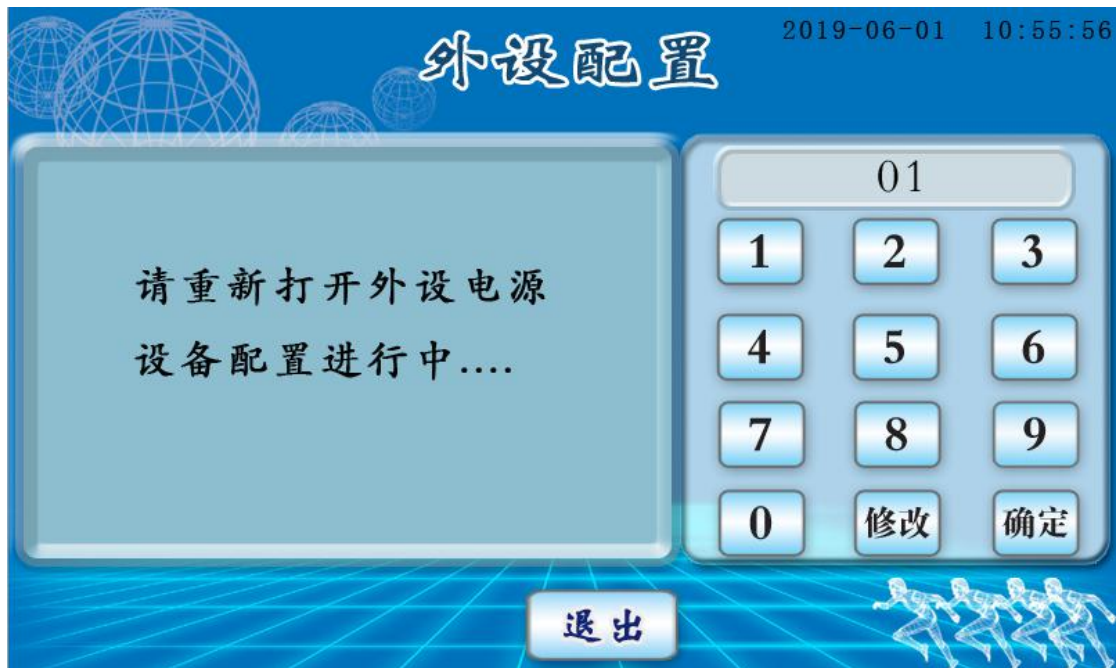 外设配置
2019-06-01 10:55:56
请重新打开外设电源
设备配置进行中....
01
1 2 3
4 5 6
7 8 9
0 修改 确定
退出